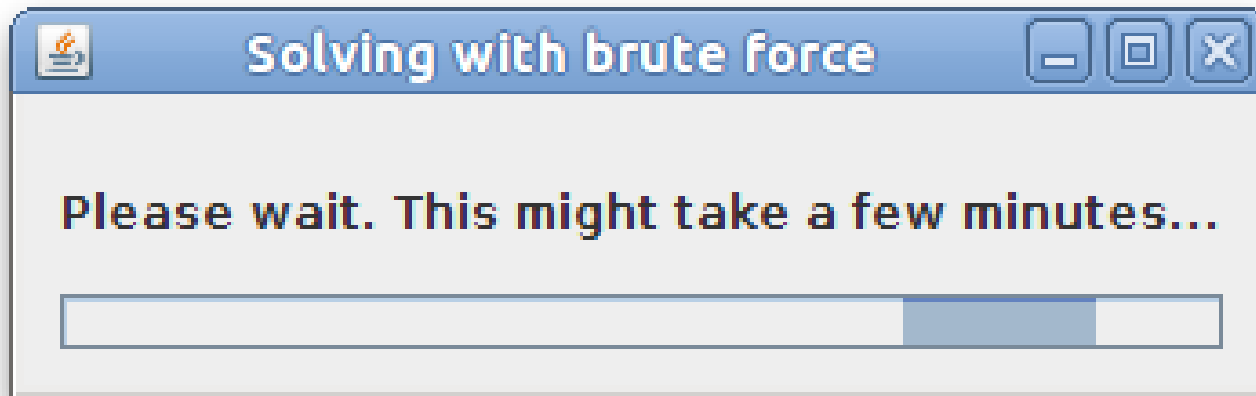 Solving with brute force
Please wait. This might take a few minutes...